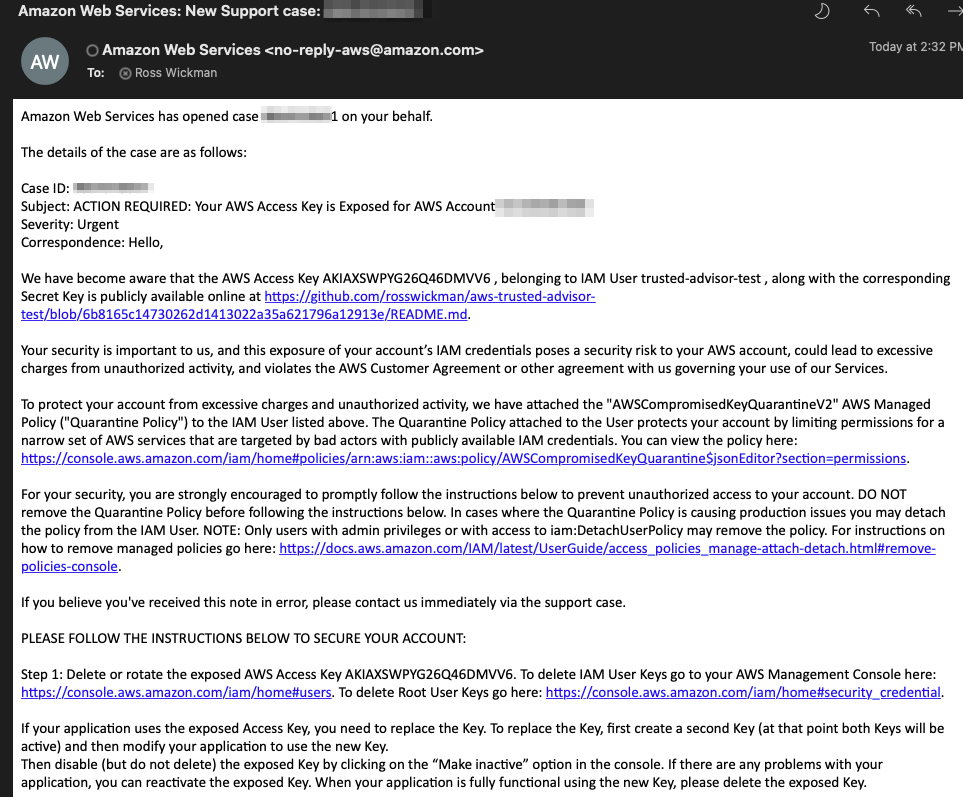 Amazon Web Services: New Support case:
AW
Amazon Web Services <no-reply-aws@amazon.com>
Today at 2:32 PM
To: Ross Wickman
Amazon Web Services has opened case 1 on your behalf.
The details of the case are as follows:
Case ID:
Subject: ACTION REQUIRED: Your AWS Access Key is Exposed for AWS Account
Severity: Urgent
Correspondence: Hello,
We have become aware that the AWS Access Key AKIAXSWPYG26Q46DMVV6 , belonging to IAM User trusted-advisor-test , along with the corresponding
Secret Key is publicly available online at https://github.com/rosswickman/aws-trusted-advisor-
test/blob/6b8165c14730262d1413022a35a621796a12913e/README.md.
Your security is important to us, and this exposure of your account’s IAM credentials poses a security risk to your AWS account, could lead to excessive
charges from unauthorized activity, and violates the AWS Customer Agreement or other agreement with us governing your use of our Services.
To protect your account from excessive charges and unauthorized activity, we have attached the "AWSCompromisedKeyQuarantineV2" AWS Managed
Policy ("Quarantine Policy") to the IAM User listed above. The Quarantine Policy attached to the User protects your account by limiting permissions for a
narrow set of AWS services that are targeted by bad actors with publicly available IAM credentials. You can view the policy here:
https://console.aws.amazon.com/iam/home#policies/arn:aws:iam::aws:policy/AWSCompromisedKeyQuarantine$jsonEditor?section=permissions.
For your security, you are strongly encouraged to promptly follow the instructions below to prevent unauthorized access to your account. DO NOT
remove the Quarantine Policy before following the instructions below. In cases where the Quarantine Policy is causing production issues you may detach
the policy from the IAM User. NOTE: Only users with admin privileges or with access to iam:DetachUserPolicy may remove the policy. For instructions on
how to remove managed policies go here: https://docs.aws.amazon.com/IAM/latest/UserGuide/access_policies_manage-attach-detach.html#remove-
policies-console.
If you believe you've received this note in error, please contact us immediately via the support case.
PLEASE FOLLOW THE INSTRUCTIONS BELOW TO SECURE YOUR ACCOUNT:
Step 1: Delete or rotate the exposed AWS Access Key AKIAXSWPYG26Q46DMVV6. To delete IAM User Keys go to your AWS Management Console here:
https://console.aws.amazon.com/iam/home#users. To delete Root User Keys go here: https://console.aws.amazon.com/iam/home#security_credential.
If your application uses the exposed Access Key, you need to replace the Key. To replace the Key, first create a second Key (at that point both Keys will be
active) and then modify your application to use the new Key.
Then disable (but do not delete) the exposed Key by clicking on the “Make inactive” option in the console. If there are any problems with your
application, you can reactivate the exposed Key. When your application is fully functional using the new Key, please delete the exposed Key.